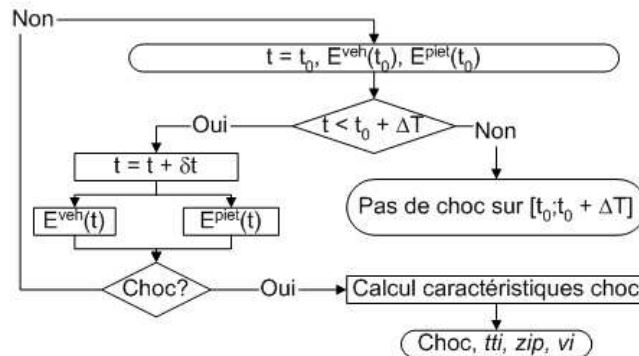 Non
t = t₀, Eᵛᵉʰ(t₀), Eᵖⁱᵉᵗ(t₀)
t < t₀ + ΔT
Oui
Non
t = t + δt
Eᵛᵉʰ(t)
Eᵖⁱᵉᵗ(t)
Pas de choc sur [t₀;t₀ + ΔT]
Choc?
Oui
Calcul caractéristiques choc
Choc, tti, zip, vi